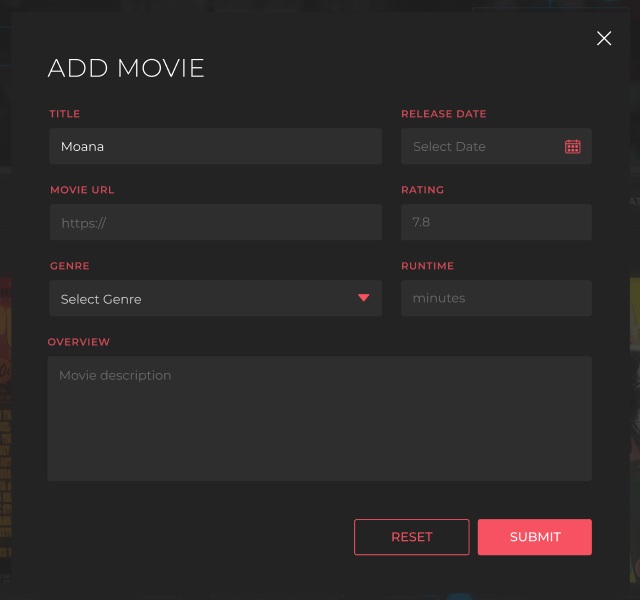 ADD MOVIE
TITLE
RELEASE DATE
Moana
Select Date
MOVIE URL
RATING
https://
7.8
GENRE
RUNTIME
Select Genre
minutes
OVERVIEW
Movie description
RESET
SUBMIT